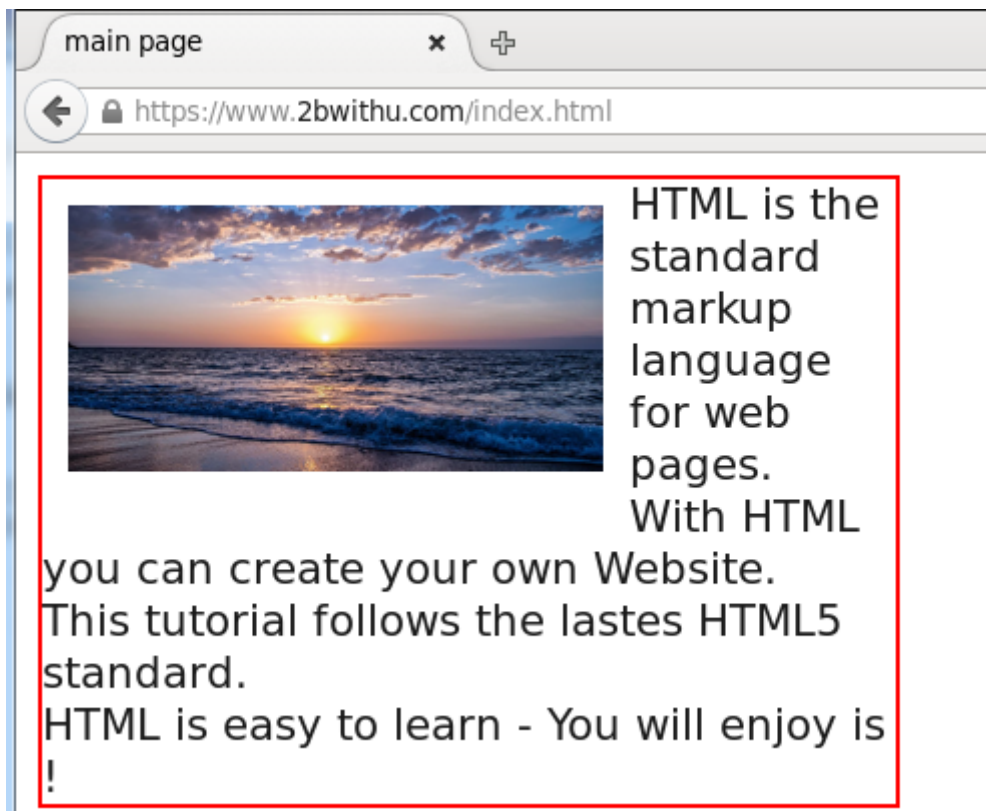 main page
https://www.2bwithu.com/index.html
HTML is the
standard
markup
language
for web
pages.
With HTML
you can create your own Website.
This tutorial follows the lastes HTML5
standard.
HTML is easy to learn - You will enjoy is
!